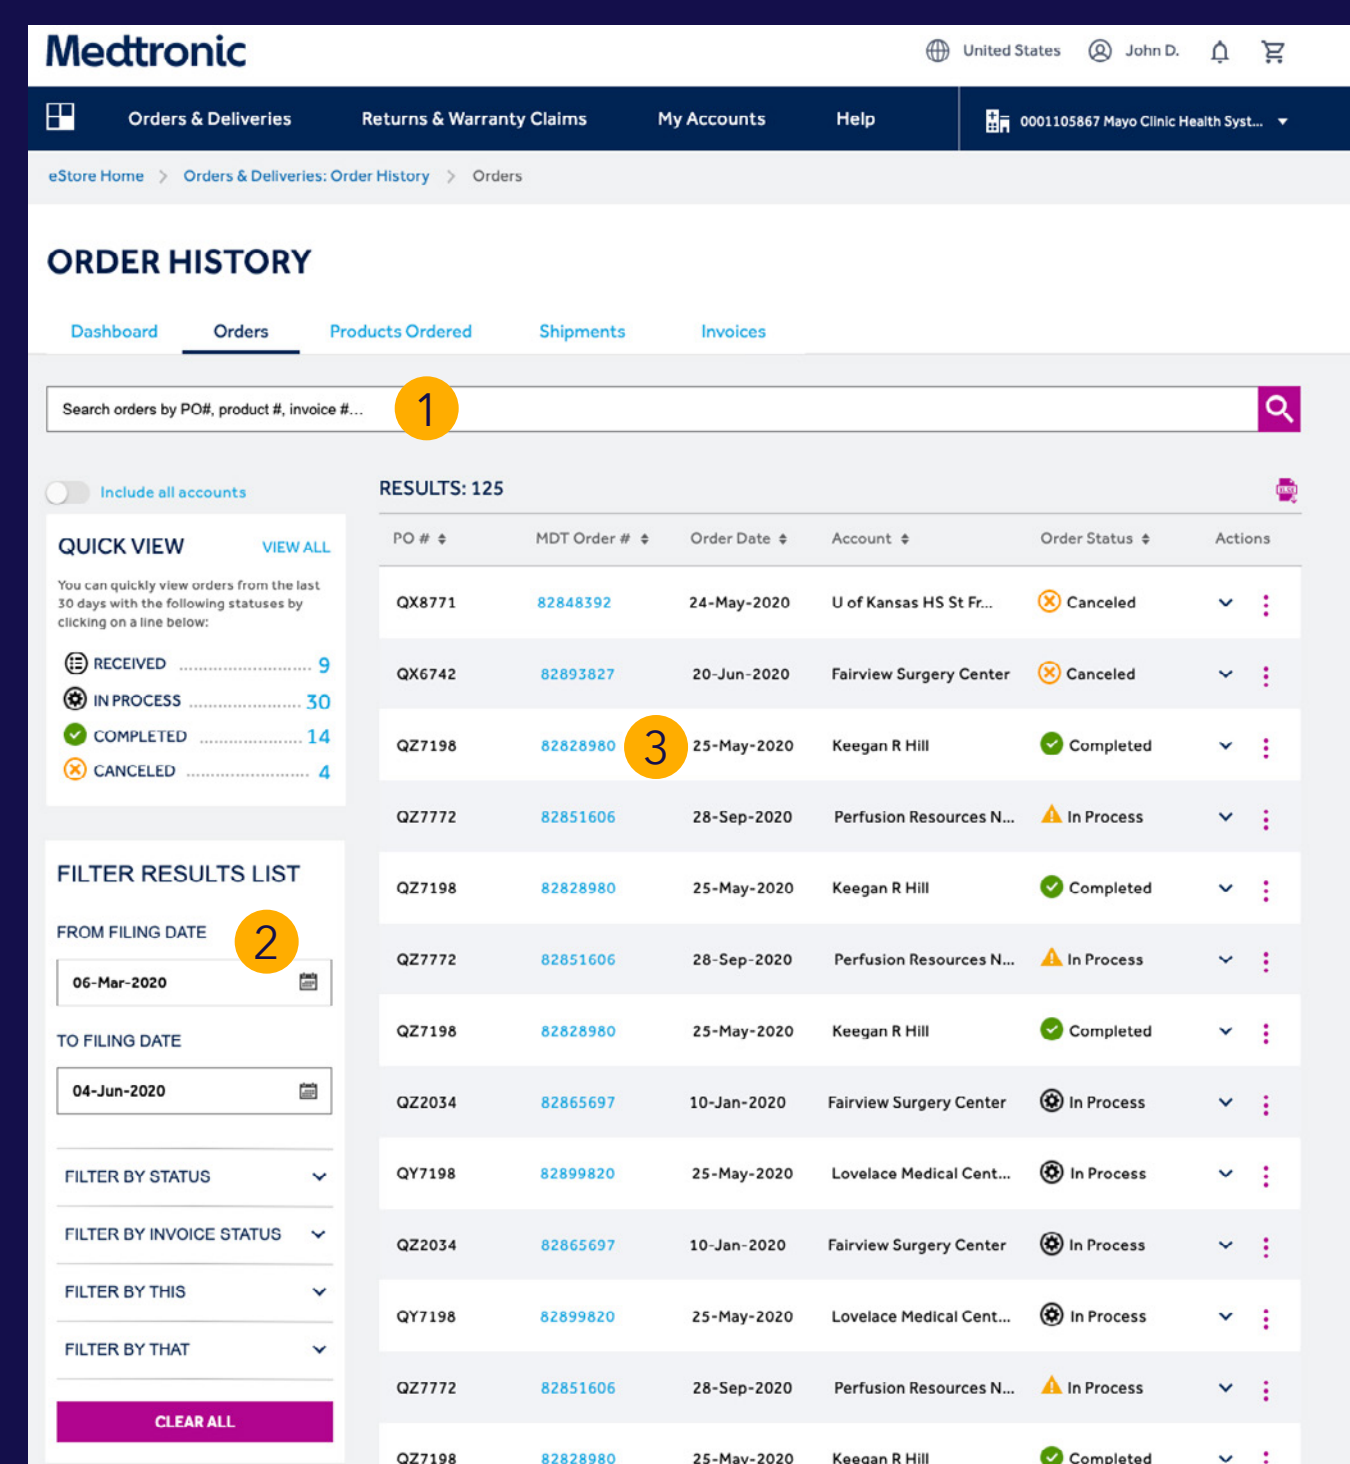 Medtronic
United States John D.
Orders & Deliveries Returns & Warranty Claims My Accounts Help 0001105867 Mayo Clinic Health Syst...
eStore Home > Orders & Deliveries: Order History > Orders
ORDER HISTORY
Dashboard Orders Products Ordered Shipments Invoices
Search orders by PO#, product #, invoice #... 1
Include all accounts
QUICK VIEW VIEW ALL
You can quickly view orders from the last
30 days with the following statuses by
clicking on a line below:
RECEIVED ........................... 9
IN PROCESS ....................... 30
COMPLETED ..................... 14
CANCELED ......................... 4
FILTER RESULTS LIST
FROM FILING DATE 2
06-Mar-2020
TO FILING DATE
04-Jun-2020
FILTER BY STATUS
FILTER BY INVOICE STATUS
FILTER BY THIS
FILTER BY THAT
CLEAR ALL
RESULTS: 125
PO # MDT Order # Order Date Account Order Status Actions
QX8771 82848392 24-May-2020 U of Kansas HS St Fr... Canceled
QX6742 82893827 20-Jun-2020 Fairview Surgery Center Canceled
QZ7198 82828980 3 25-May-2020 Keegan R Hill Completed
QZ7772 82851606 28-Sep-2020 Perfusion Resources N... In Process
QZ7198 82828980 25-May-2020 Keegan R Hill Completed
QZ7772 82851606 28-Sep-2020 Perfusion Resources N... In Process
QZ7198 82828980 25-May-2020 Keegan R Hill Completed
QZ2034 82865697 10-Jan-2020 Fairview Surgery Center In Process
QY7198 82899820 25-May-2020 Lovelace Medical Cent... In Process
QZ2034 82865697 10-Jan-2020 Fairview Surgery Center In Process
QY7198 82899820 25-May-2020 Lovelace Medical Cent... In Process
QZ7772 82851606 28-Sep-2020 Perfusion Resources N... In Process
QZ7198 82828980 25-May-2020 Keegan R Hill Completed